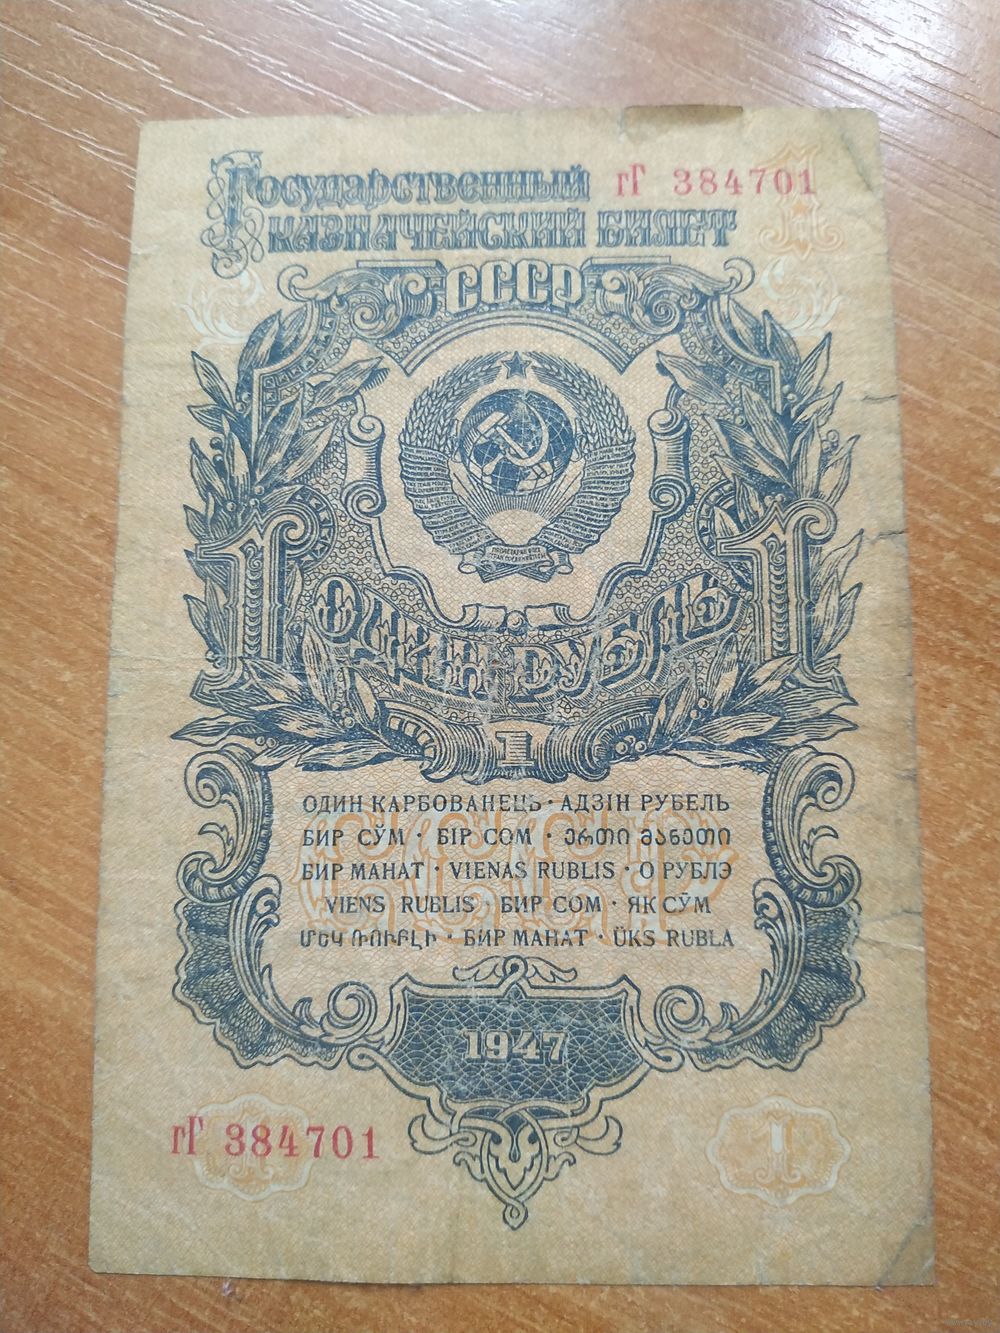 Государственный гГ 384701
казначейский билет
СССР
1 1
Один рубль
1
ОДИН КАРБОВАНЕЦЬ · АДЗІН РУБЕЛЬ
БИР СЎМ · БІР СОМ · ᲔᲠᲗᲘ ᲛᲐᲜᲔᲗᲘ
БИР МАНАТ · VIENAS RUBLIS · О РУБЛЭ
VIENS RUBLIS · БИР СОМ · ЯК СӮМ
ՄԵԿ ՌՈՒԲԼԻ · БИР МАНАТ · ÜKS RUBLA
1947
гГ 384701
1